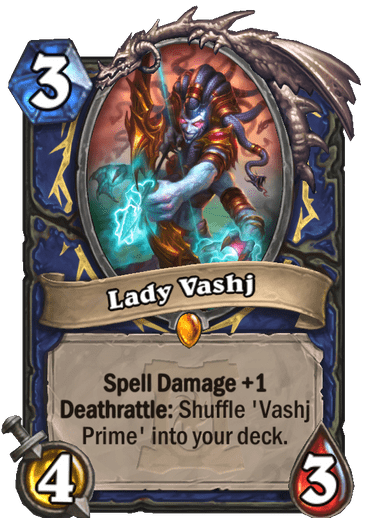 3
Lady Vashj
Spell Damage +1
Deathrattle: Shuffle 'Vashj
Prime' into your deck.
4
3